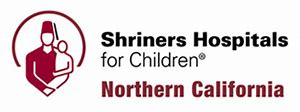 Shriners Hospitals
for Children®
Northern California